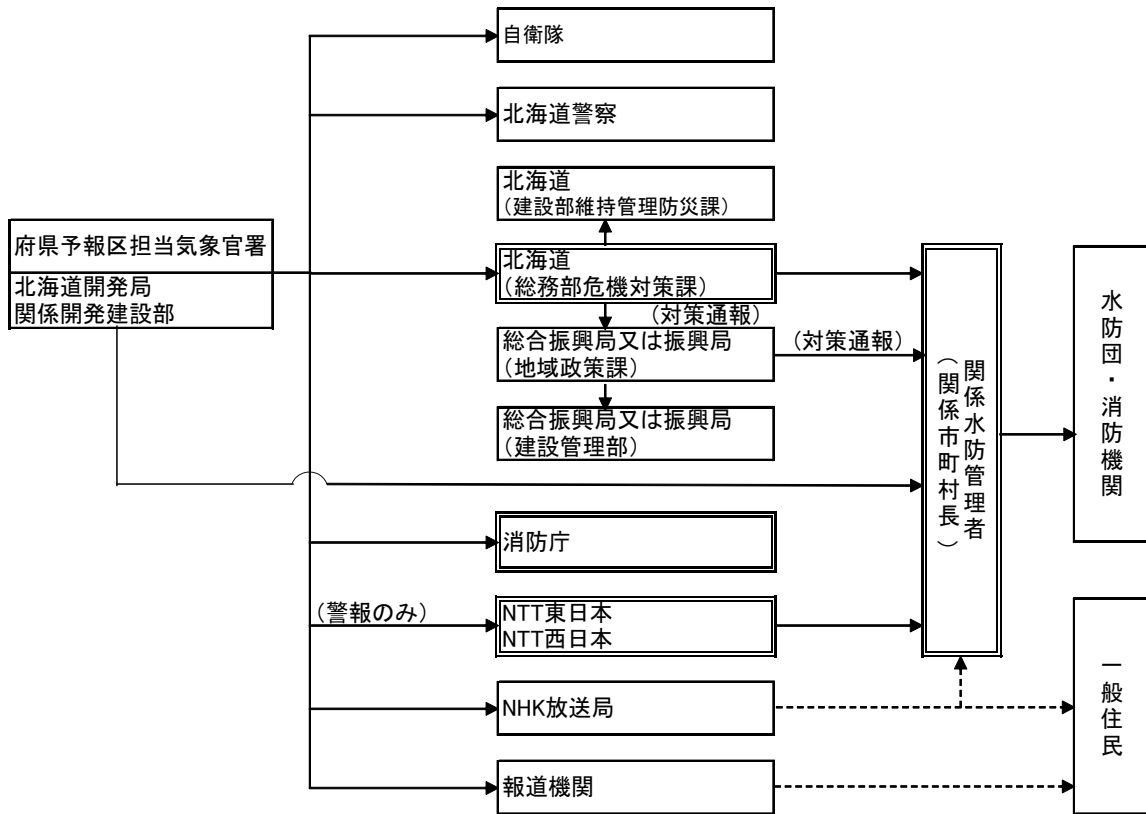 自衛隊
北海道警察
北海道
（建設部維持管理防災課）
府県予報区担当気象官署
北海道開発局
関係開発建設部
北海道
（総務部危機対策課）
（対策通報）
総合振興局又は振興局
（地域政策課）
（対策通報）
総合振興局又は振興局
（建設管理部）
消防庁
（警報のみ）
NTT東日本
NTT西日本
NHK放送局
報道機関
関係水防管理者
（関係市町村長）
水防団・消防機関
一般住民